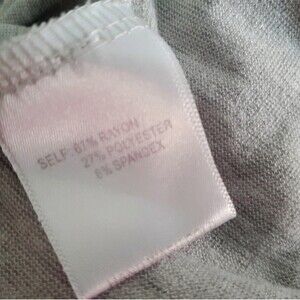 SELF: 67% RAYON
27% POLYESTER
6% SPANDEX